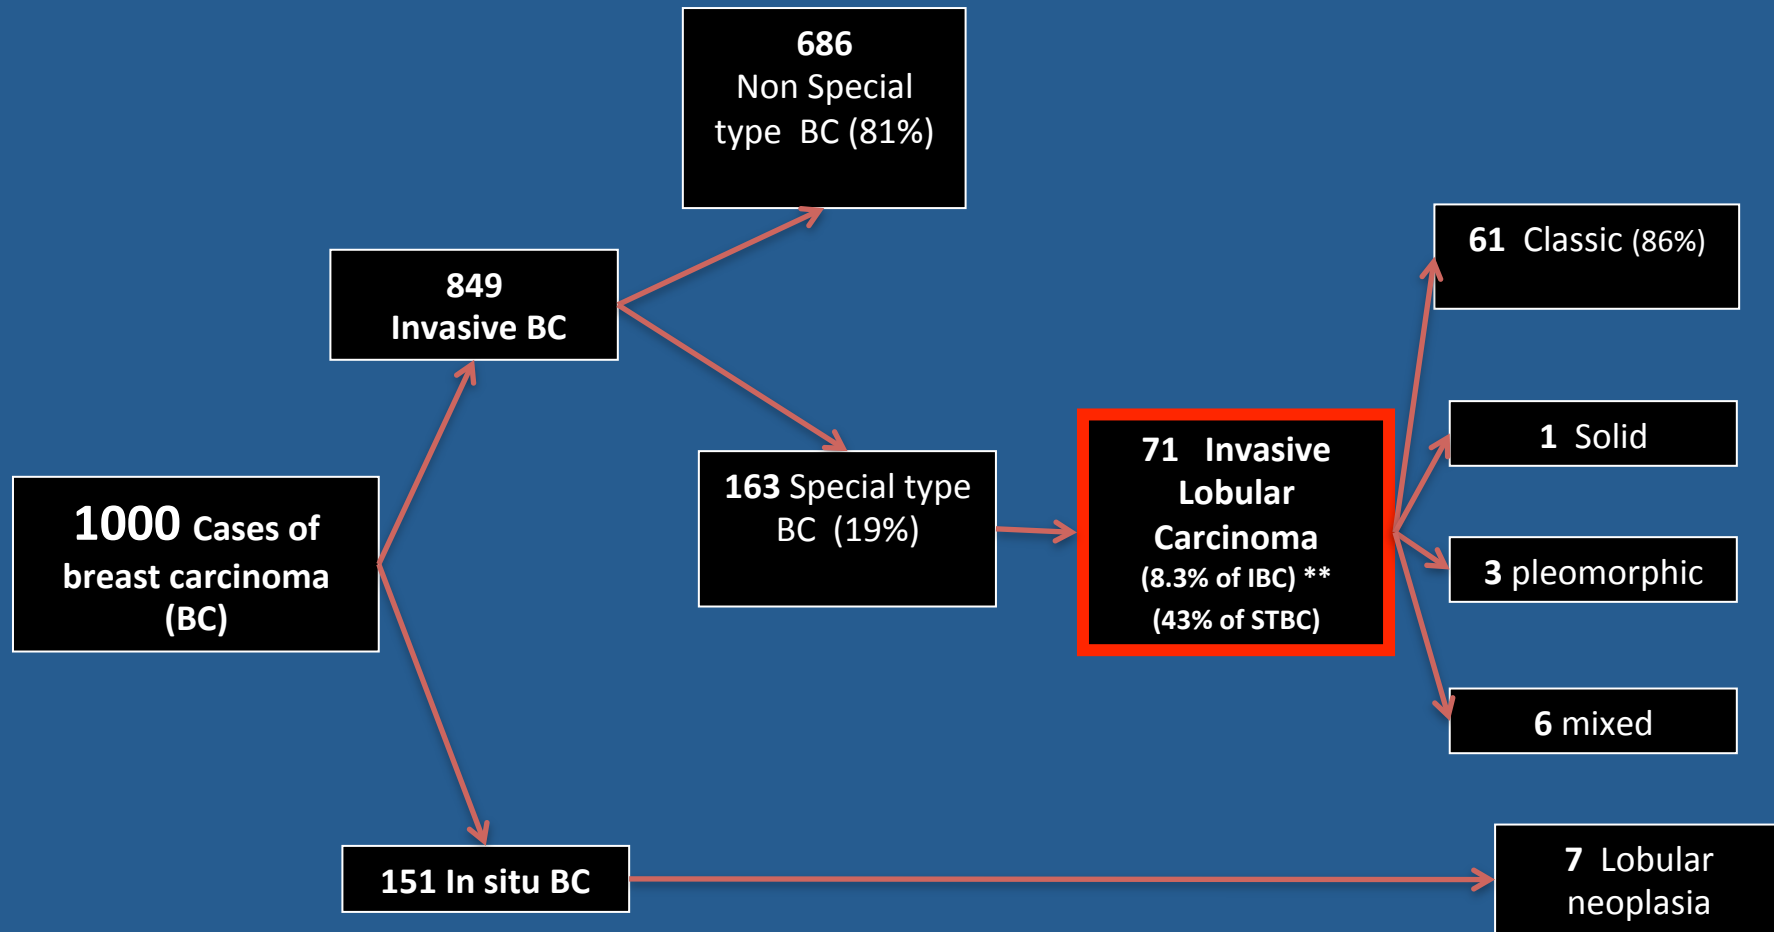 686
Non Special
type BC (81%)
849
Invasive BC
61 Classic (86%)
1 Solid
71 Invasive
Lobular
Carcinoma
(8.3% of IBC) **
(43% of STBC)
163 Special type
BC (19%)
1000 Cases of
breast carcinoma
(BC)
3 pleomorphic
6 mixed
151 In situ BC
7 Lobular
neoplasia